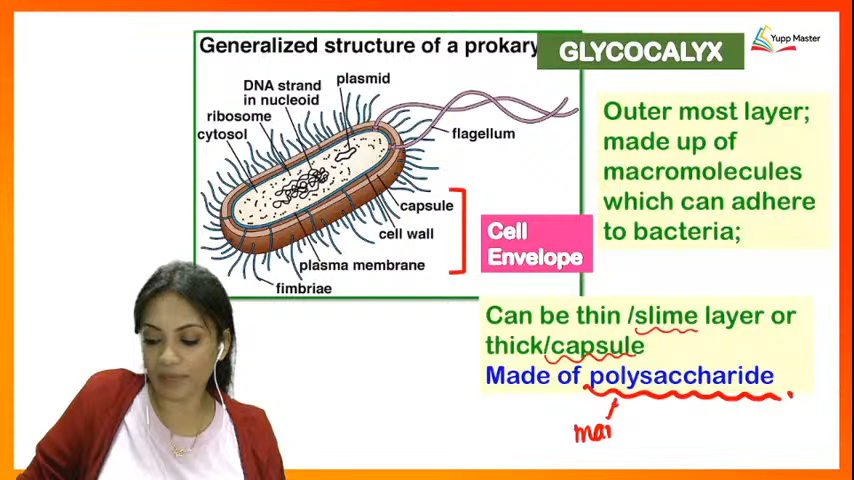 Generalized structure of a prokary
GLYCOCALYX
Yupp Master
DNA strand
in nucleoid
plasmid
ribosome
cytosol
flagellum
capsule
cell wall
plasma membrane
fimbriae
Cell
Envelope
Outer most layer;
made up of
macromolecules
which can adhere
to bacteria;
Can be thin /slime layer or
thick/capsule
Made of polysaccharide
mai